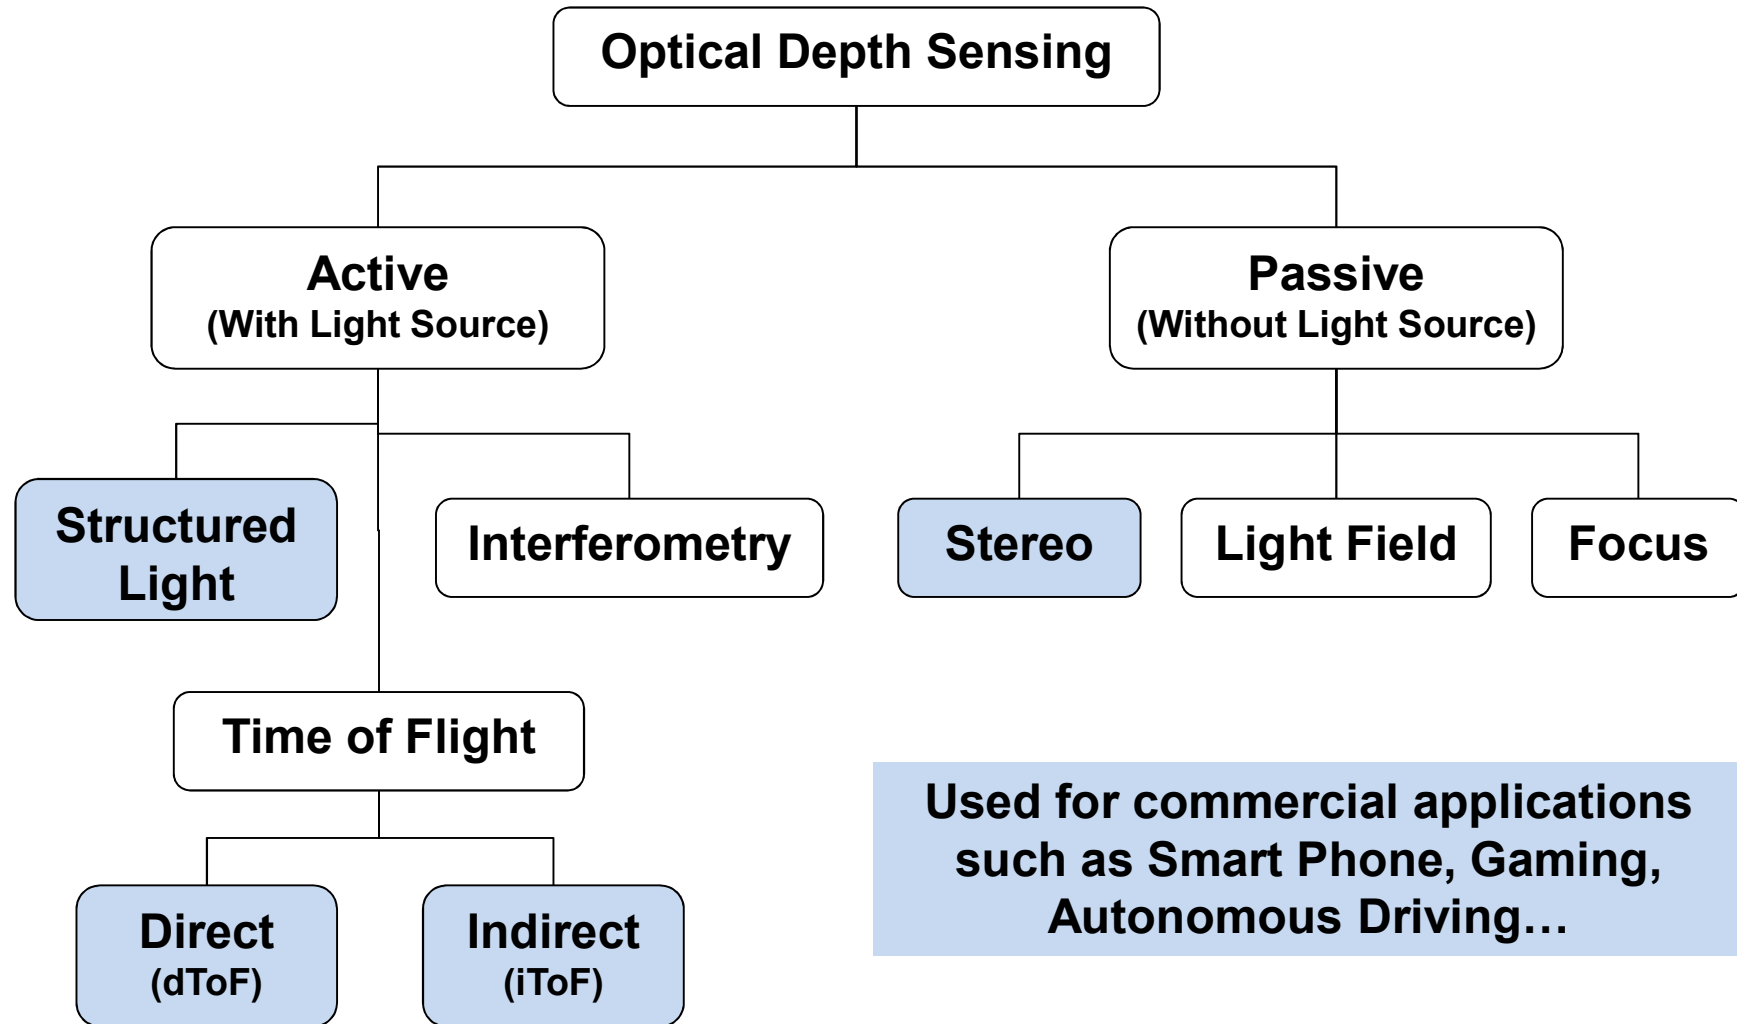 Optical Depth Sensing
Active
(With Light Source)
Passive
(Without Light Source)
Structured
Light
Interferometry
Stereo
Light Field
Focus
Time of Flight
Direct
(dToF)
Indirect
(iToF)
Used for commercial applications
such as Smart Phone, Gaming,
Autonomous Driving…